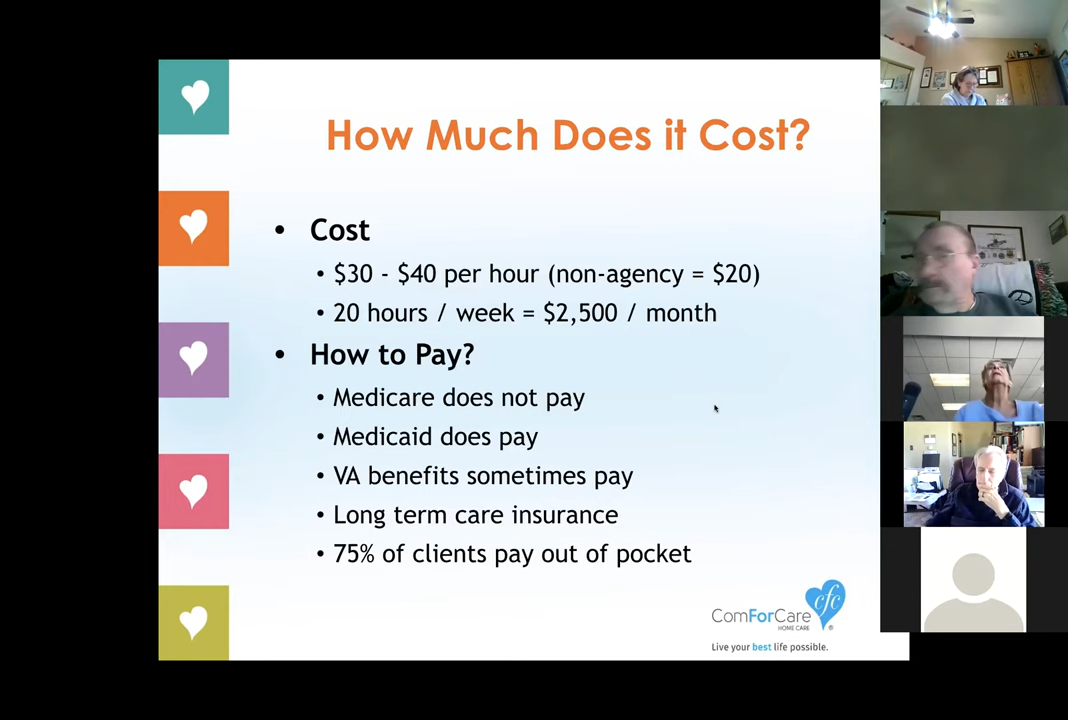 How Much Does it Cost?
• Cost
• $30 - $40 per hour (non-agency = $20)
• 20 hours / week = $2,500 / month
• How to Pay?
• Medicare does not pay
• Medicaid does pay
• VA benefits sometimes pay
• Long term care insurance
• 75% of clients pay out of pocket
cfc
ComForCare
HOME CARE ®
Live your best life possible.